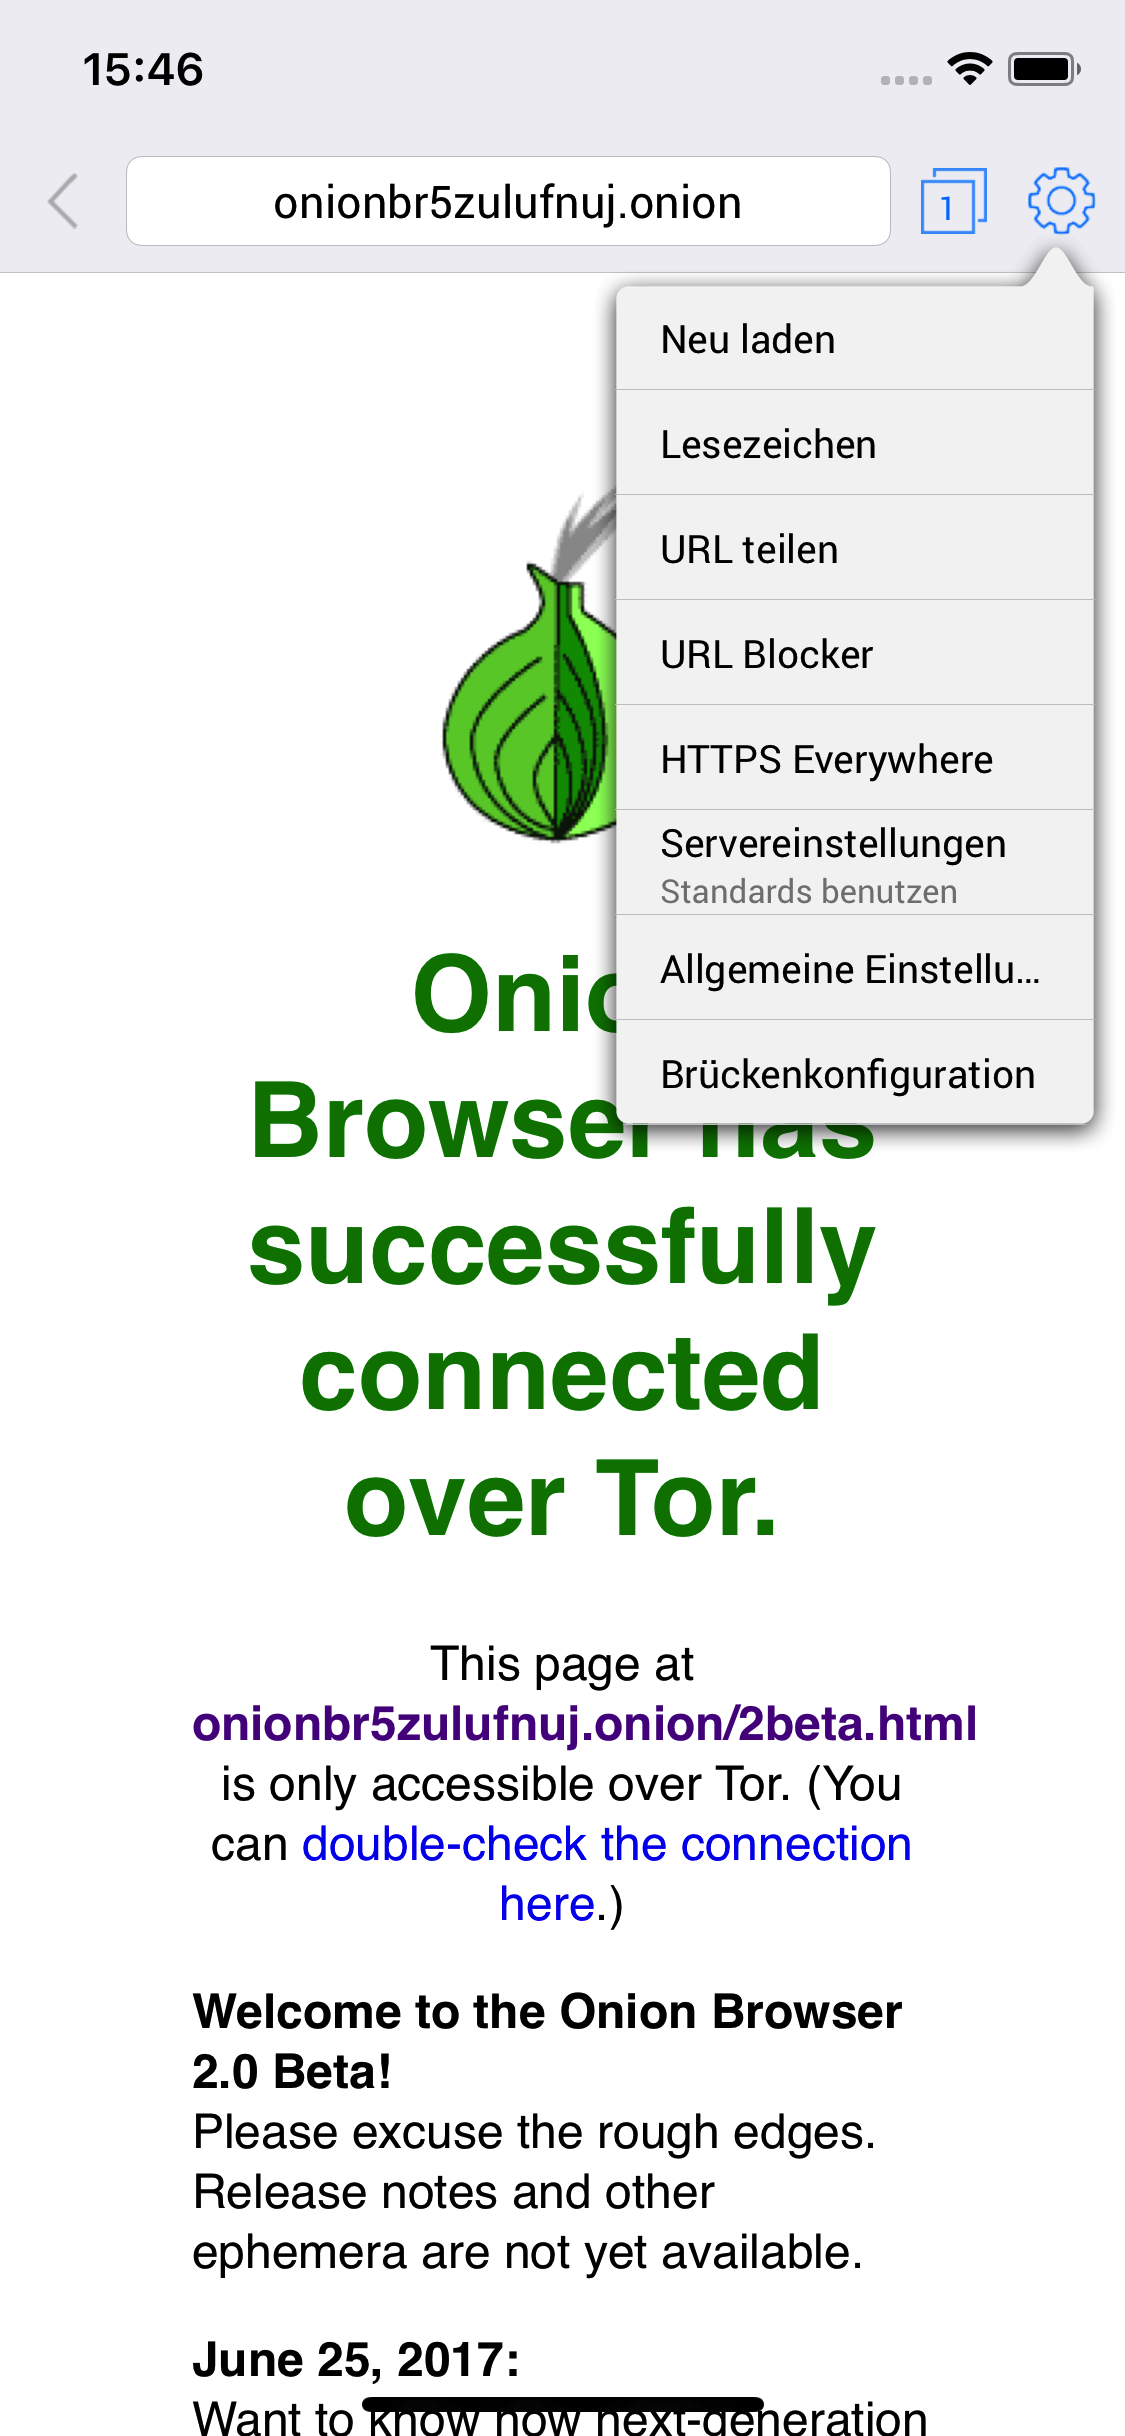 15:46
onionbr5zulufnuj.onion
1
Neu laden
Lesezeichen
URL teilen
URL Blocker
HTTPS Everywhere
Servereinstellungen
Standards benutzen
Allgemeine Einstellu...
Brückenkonfiguration
Browser has
successfully
connected
over Tor.
This page at
onionbr5zulufnuj.onion/2beta.html
is only accessible over Tor. (You
can double-check the connection
here.)
Welcome to the Onion Browser
2.0 Beta!
Please excuse the rough edges.
Release notes and other
ephemera are not yet available.
June 25, 2017:
Want to know how next-generation